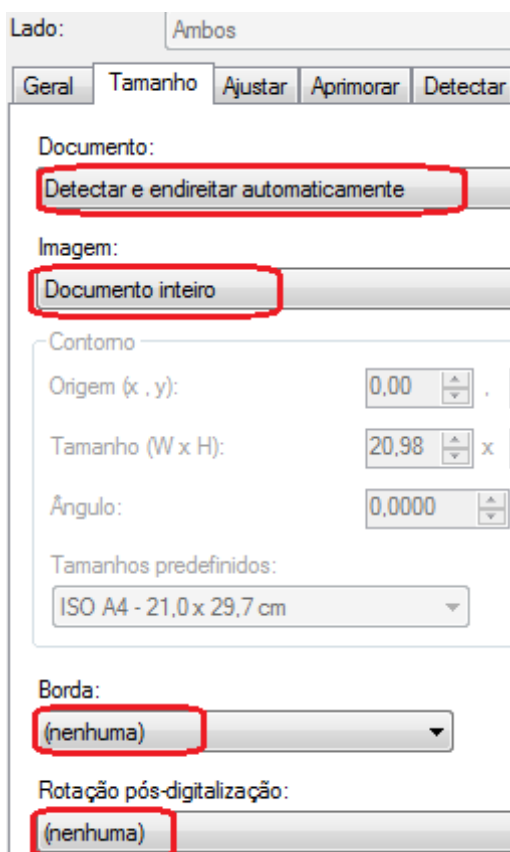 Lado: Ambos
Geral Tamanho Ajustar Aprimorar Detectar
Documento:
Detectar e endireitar automaticamente
Imagem:
Documento inteiro
Contorno
Origem (x , y): 0,00 .
Tamanho (W x H): 20,98 x
Ângulo: 0,0000
Tamanhos predefinidos:
ISO A4 - 21,0 x 29,7 cm
Borda:
(nenhuma)
Rotação pós-digitalização:
(nenhuma)